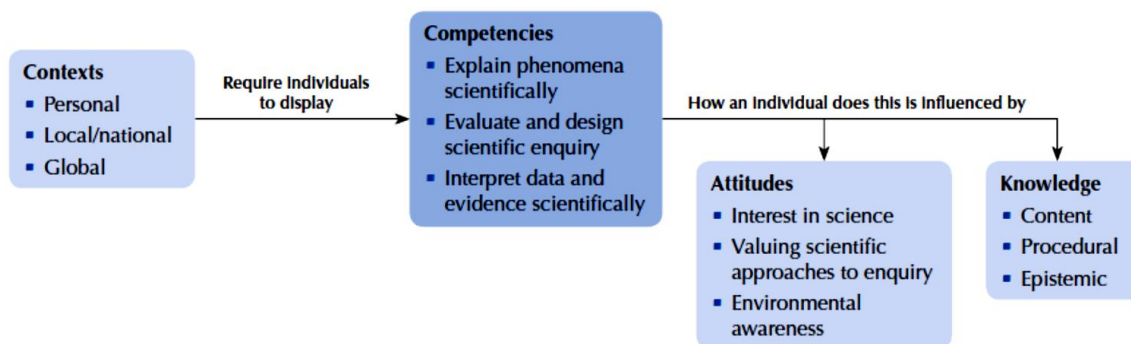 Contexts
▪ Personal
▪ Local/national
▪ Global
Require individuals
to display
Competencies
▪ Explain phenomena
scientifically
▪ Evaluate and design
scientific enquiry
▪ Interpret data and
evidence scientifically
How an individual does this is influenced by
Attitudes
▪ Interest in science
▪ Valuing scientific
approaches to enquiry
▪ Environmental
awareness
Knowledge
▪ Content
▪ Procedural
▪ Epistemic